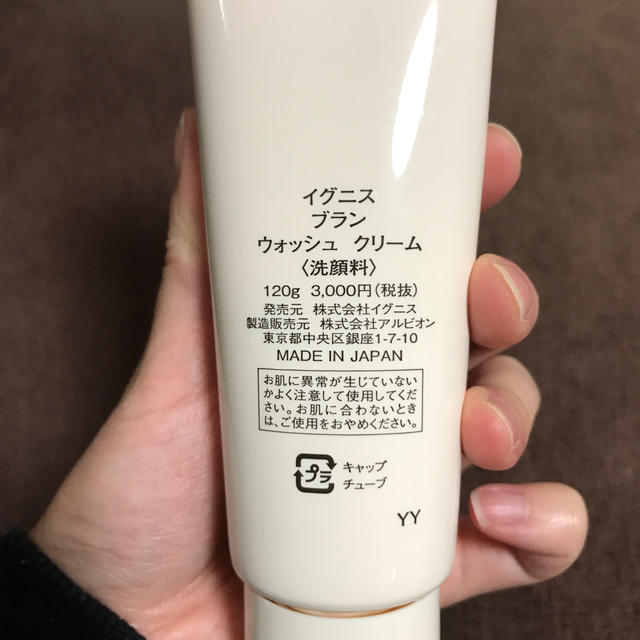 イグニス
ブラン
ウォッシュ クリーム
〈洗顔料〉
120g 3,000円(税抜)
発売元 株式会社イグニス
製造販売元 株式会社アルビオン
東京都中央区銀座1-7-10
MADE IN JAPAN
お肌に異常が生じていない
かよく注意して使用してくだ
さい。お肌に合わないとき
は、ご使用をおやめください。
プラ
キャップ
チューブ
YY